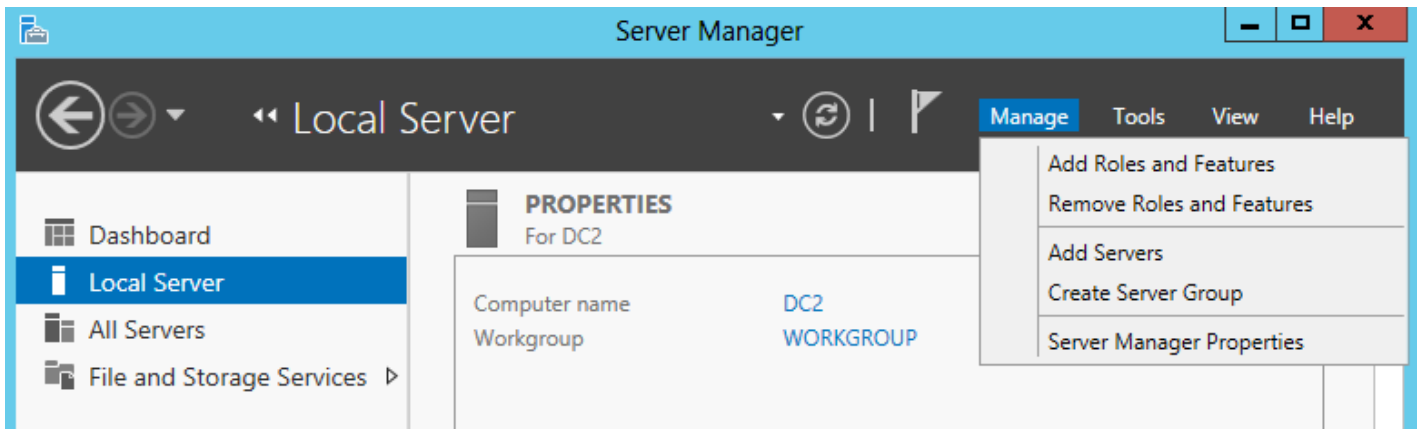 Server Manager
Local Server
Manage Tools View Help
Add Roles and Features
Remove Roles and Features
Add Servers
Create Server Group
Server Manager Properties
Dashboard
Local Server
All Servers
File and Storage Services
PROPERTIES
For DC2
Computer name DC2
Workgroup WORKGROUP